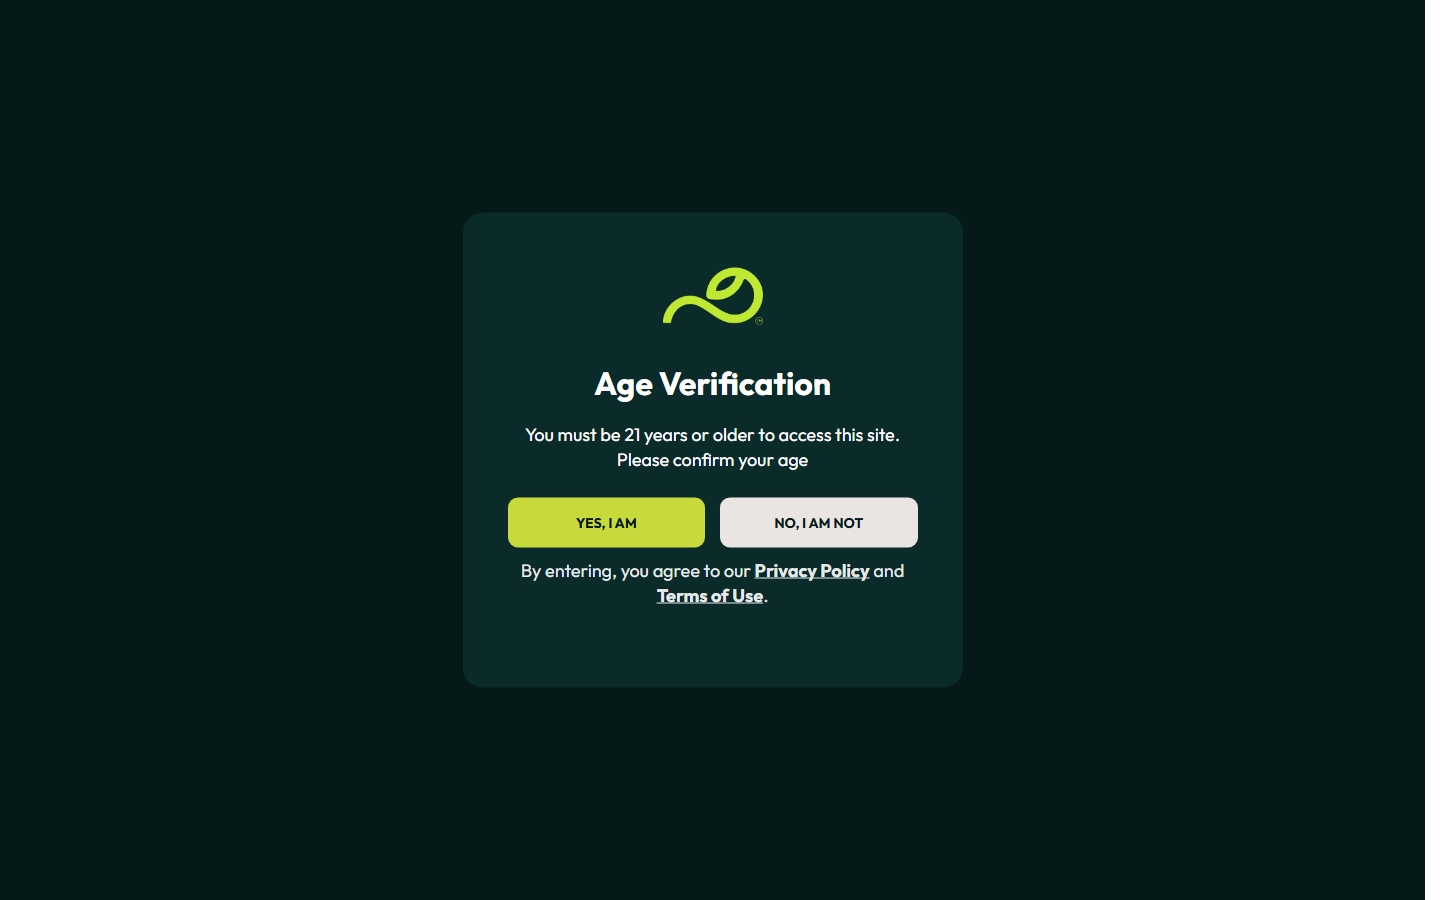 Age Verification
You must be 21 years or older to access this site.
Please confirm your age
YES, I AM
NO, I AM NOT
By entering, you agree to our Privacy Policy and
Terms of Use.